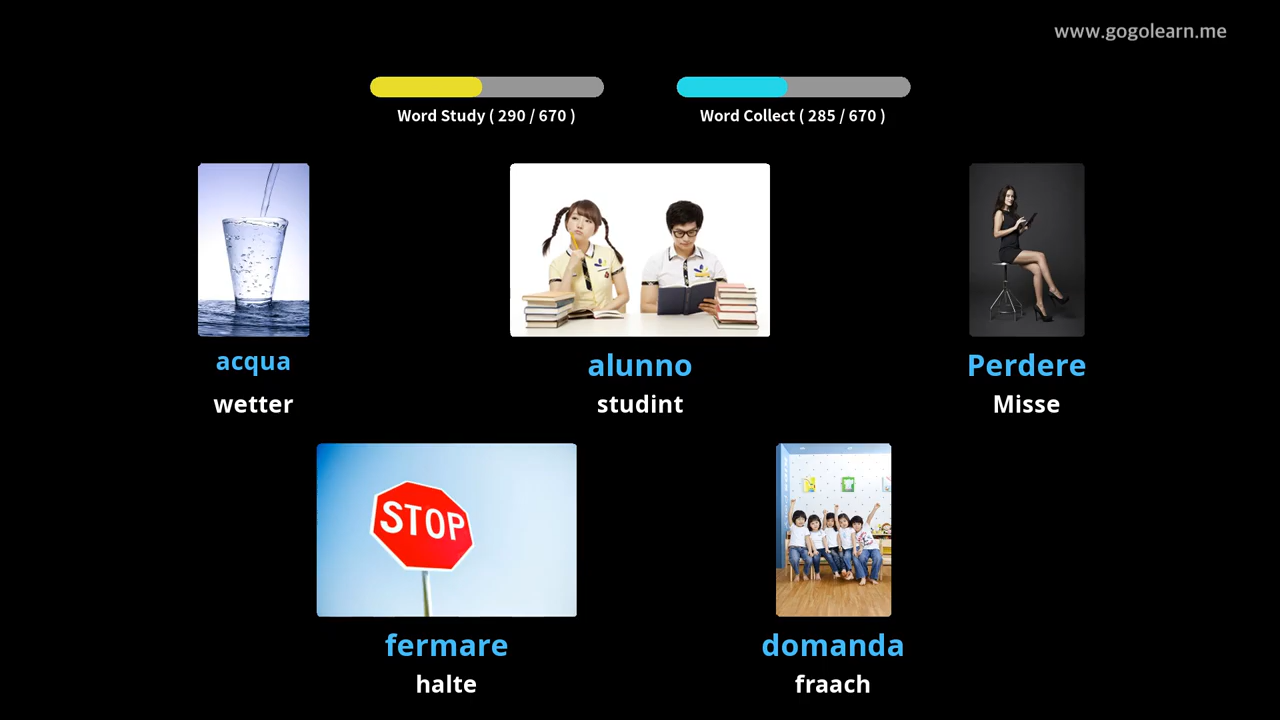 www.gogolearn.me
Word Study ( 290 / 670 )
Word Collect ( 285 / 670 )
acqua
wetter
alunno
studint
Perdere
Misse
STOP
fermare
halte
domanda
fraach